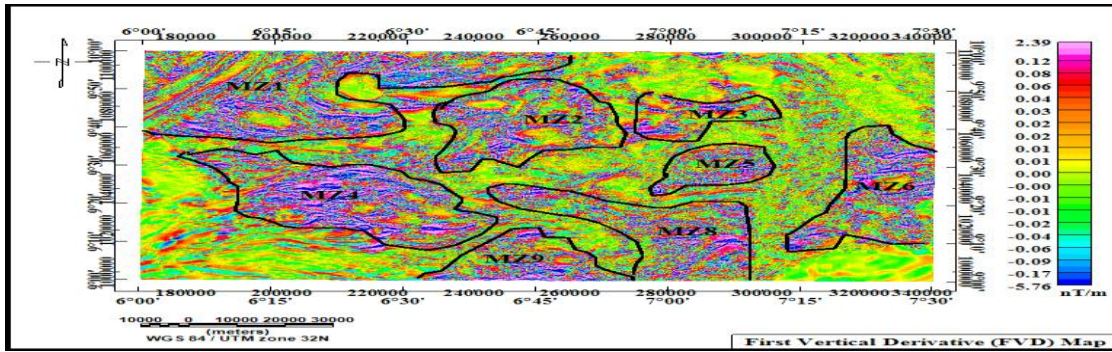 6°00' 6°15' 6°30' 6°45' 7°00' 7°15' 7°30'
180000 200000 220000 240000 260000 280000 300000 320000 340000
N
MZ1
MZ2
MZ3
MZ4
MZ5
MZ6
MZ8
MZ9
180000 200000 220000 240000 260000 280000 300000 320000 340000
6°00' 6°15' 6°30' 6°45' 7°00' 7°15' 7°30'
2.39
0.12
0.08
0.06
0.04
0.03
0.02
0.02
0.01
0.01
0.00
-0.00
-0.01
-0.01
-0.02
-0.04
-0.06
-0.09
-0.17
-5.76
nT/m
10000 0 10000 20000 30000
(meters)
WGS 84 / UTM zone 32N
First Vertical Derivative (FVD) Map